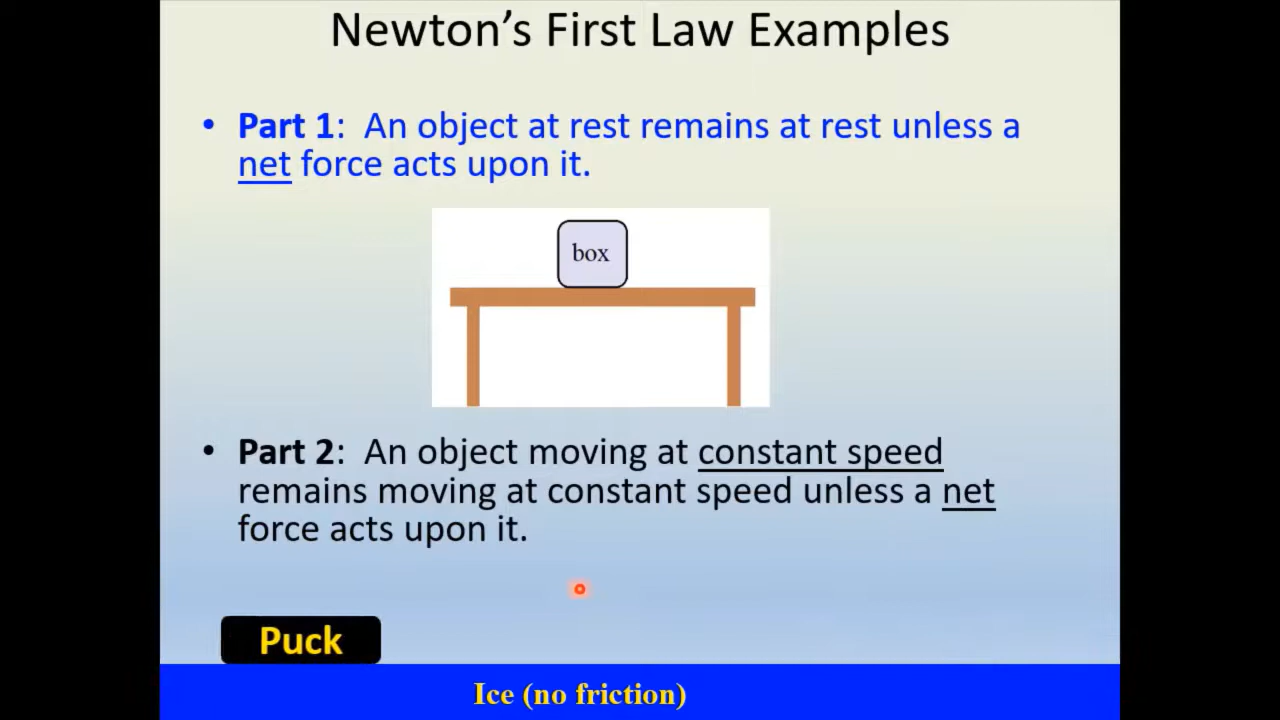 Newton’s First Law Examples
• Part 1:  An object at rest remains at rest unless a
net force acts upon it.
box
• Part 2:  An object moving at constant speed
remains moving at constant speed unless a net
force acts upon it.
Puck
Ice (no friction)